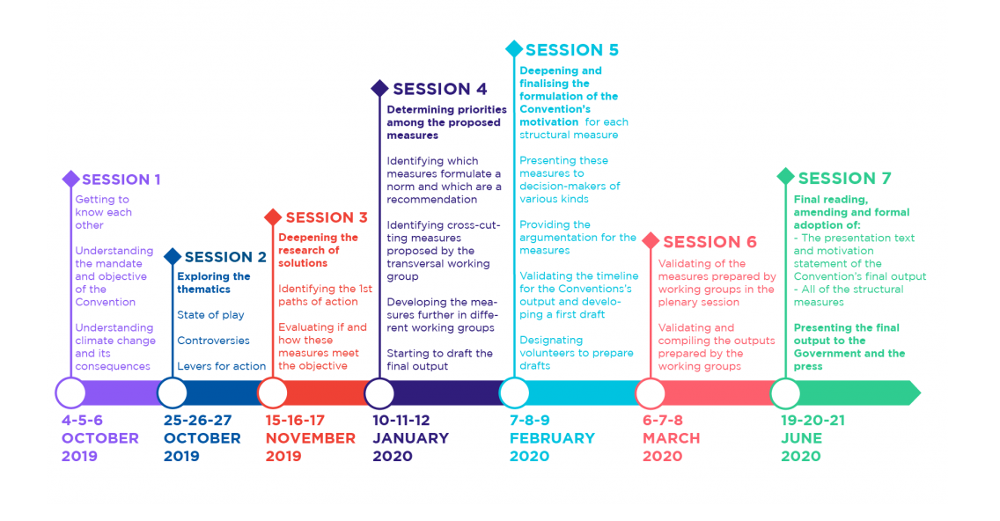 SESSION 1
Getting to
know each
other
Understanding
the mandate
and objective
of the
Convention
Understanding
climate change
and its
consequences
4-5-6
OCTOBER
2019
SESSION 2
Exploring the
thematics
State of play
Controversies
Levers for action
25-26-27
OCTOBER
2019
SESSION 3
Deepening the
research of
solutions
Identifying the 1st
paths of action
Evaluating if and
how these
measures meet
the objective
15-16-17
NOVEMBER
2019
SESSION 4
Determining priorities
among the proposed
measures
Identifying which
measures formulate a
norm and which are a
recommendation
Identifying cross-cut-
ting measures
proposed by the
transversal working
group
Developing the mea-
sures further in diffe-
rent working groups
Starting to draft the
final output
10-11-12
JANUARY
2020
SESSION 5
Deepening and
finalising the
formulation of the
Convention's
motivation for each
structural measure
Presenting these
measures to
decision-makers of
various kinds
Providing the
argumentation for the
measures
Validating the timeline
for the Conventions's
output and develo-
ping a first draft
Designating
volunteers to prepare
drafts
7-8-9
FEBRUARY
2020
SESSION 6
Validating of the
measures prepared by
working groups in the
plenary session
Validating and
compiling the outputs
prepared by the
working groups
6-7-8
MARCH
2020
SESSION 7
Final reading,
amending and formal
adoption of:
- The presentation text
and motivation
statement of the
Convention's final output
- All of the structural
measures
Presenting the final
output to the
Government and the
press
19-20-21
JUNE
2020